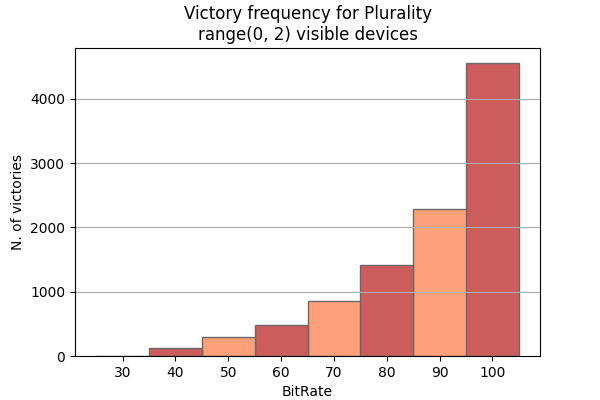 Victory frequency for Plurality
range(0, 2) visible devices
4000
3000
2000
1000
0
N. of victories
30 40 50 60 70 80 90 100
BitRate